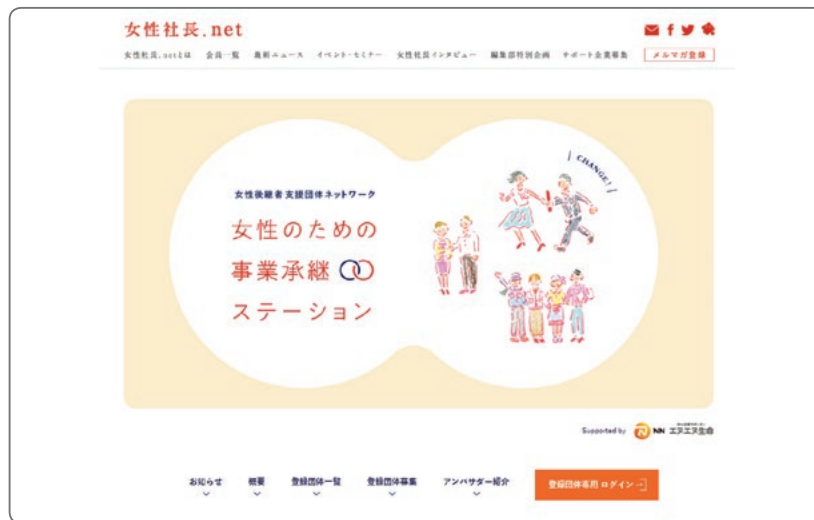 女性社長.net
女性社長.netとは 会員一覧 最新ニュース イベント・セミナー 女性社長インタビュー 編集部特別企画 サポート企業募集 メルマガ登録
女性後継者支援団体ネットワーク
女性のための
事業承継
ステーション
CHANGE!
Supported by NN エヌエヌ生命
お知らせ 概要 登録団体一覧 登録団体募集 アンバサダー紹介 登録団体専用 ログイン